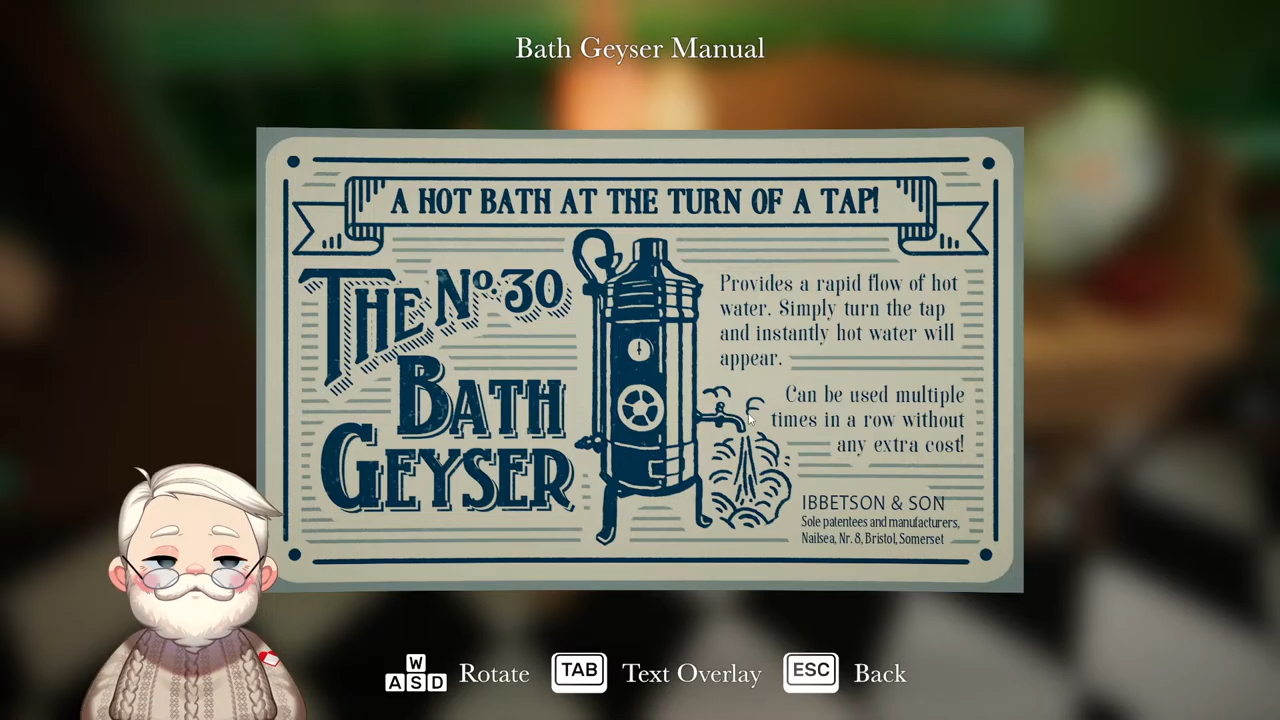 Bath Geyser Manual
A HOT BATH AT THE TURN OF A TAP!
THE Nº. 30
BATH
GEYSER
Provides a rapid flow of hot
water. Simply turn the tap
and instantly hot water will
appear.
Can be used multiple
times in a row without
any extra cost!
IBBETSON & SON
Sole patentees and manufacturers,
Nailsea, Nr. 8, Bristol, Somerset
W
A S D Rotate TAB Text Overlay ESC Back